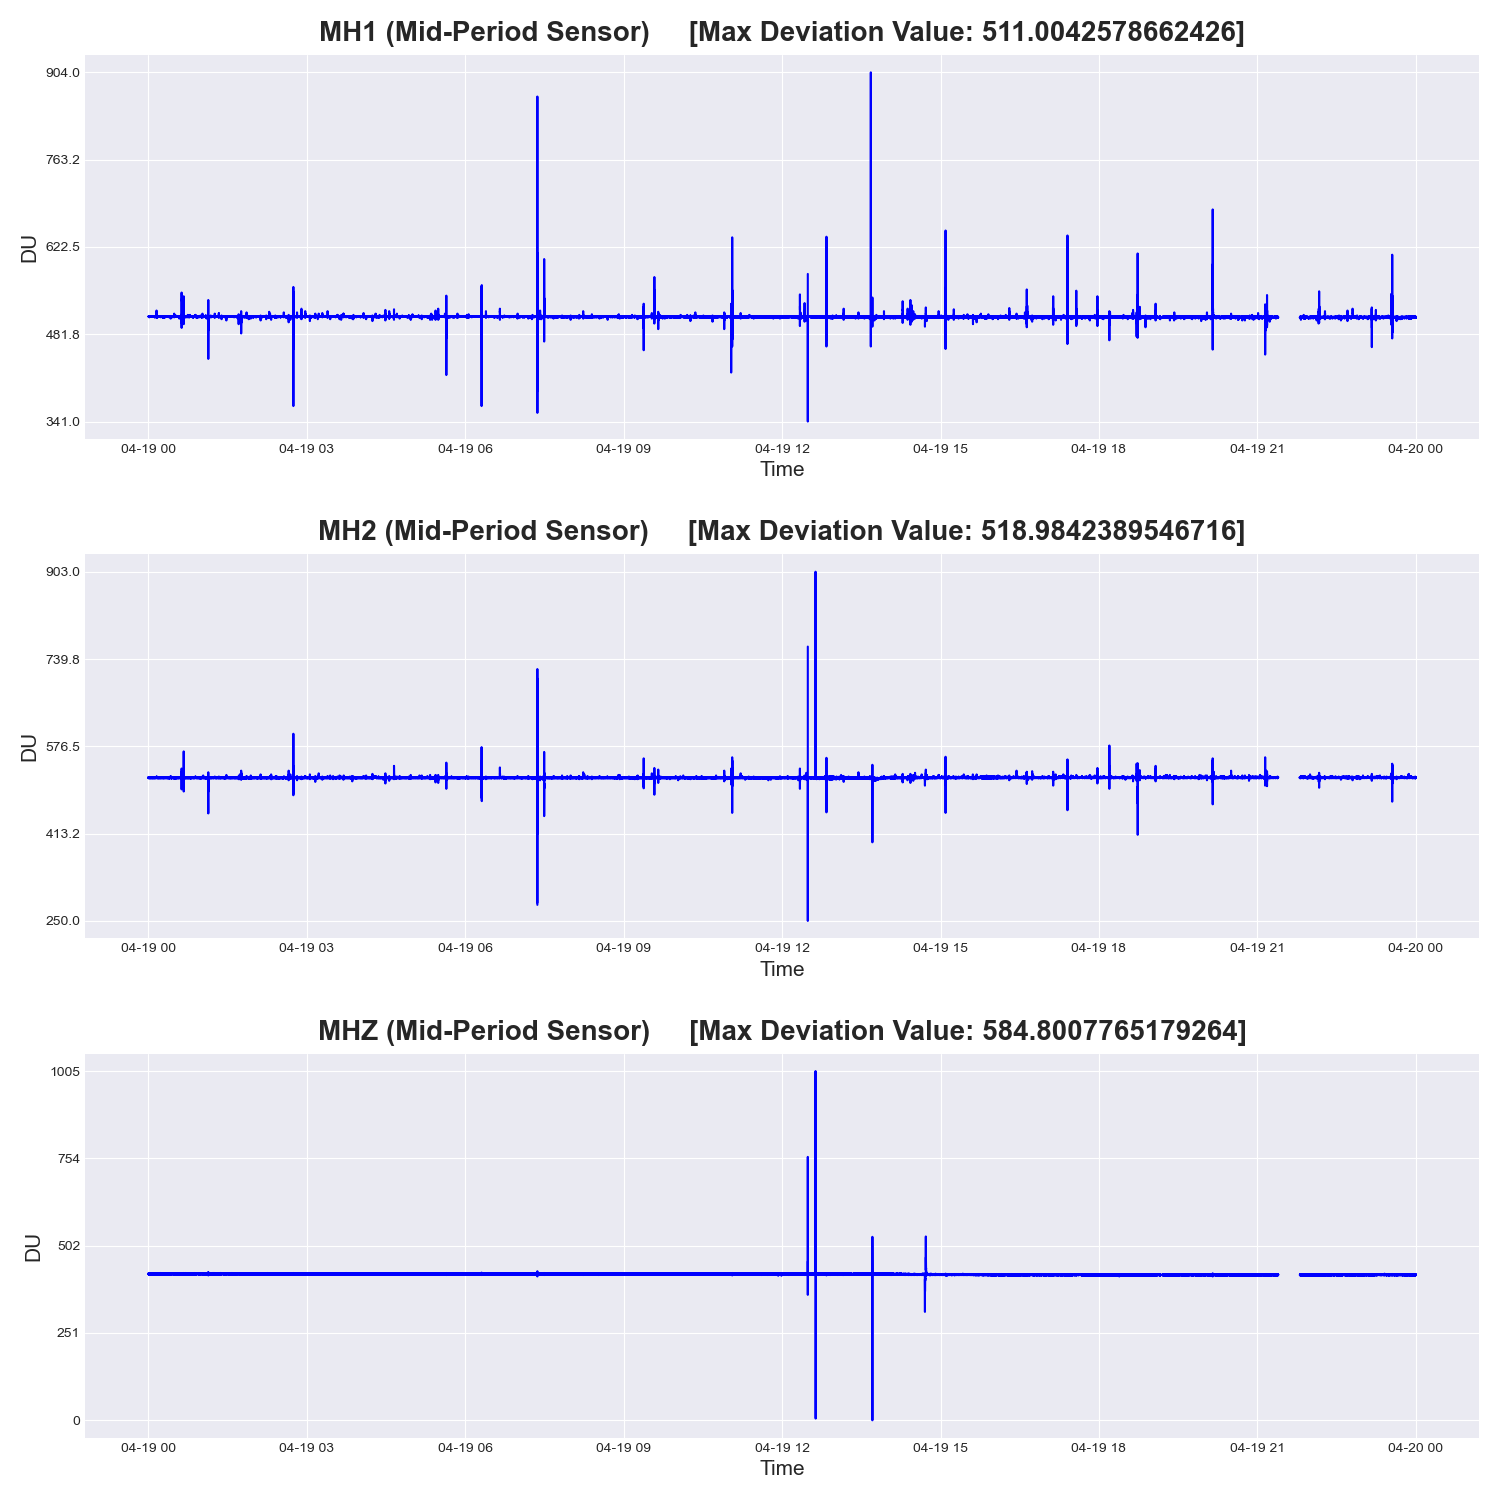 MH1 (Mid-Period Sensor) [Max Deviation Value: 511.0042578662426]
904.0
763.2
622.5
481.8
341.0
DU
04-19 00 04-19 03 04-19 06 04-19 09 04-19 12 04-19 15 04-19 18 04-19 21 04-20 00
Time
MH2 (Mid-Period Sensor) [Max Deviation Value: 518.9842389546716]
903.0
739.8
576.5
413.2
250.0
DU
04-19 00 04-19 03 04-19 06 04-19 09 04-19 12 04-19 15 04-19 18 04-19 21 04-20 00
Time
MHZ (Mid-Period Sensor) [Max Deviation Value: 584.8007765179264]
1005
754
502
251
0
DU
04-19 00 04-19 03 04-19 06 04-19 09 04-19 12 04-19 15 04-19 18 04-19 21 04-20 00
Time